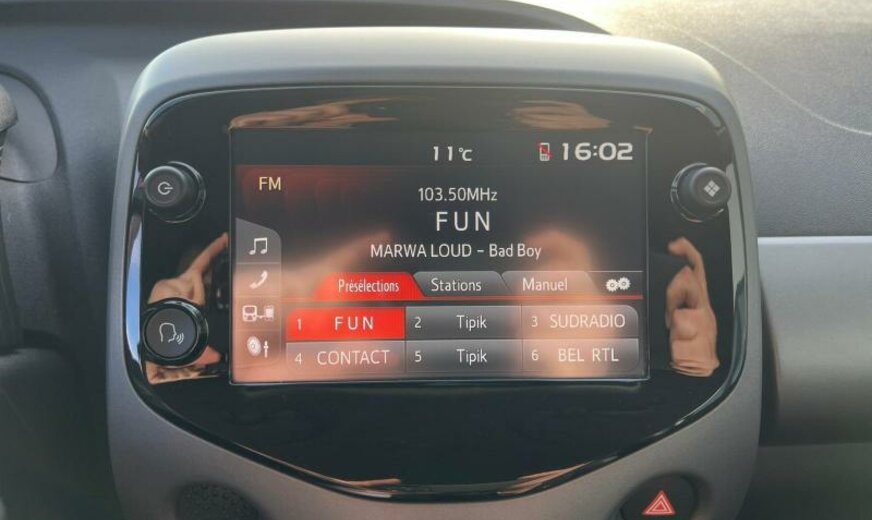 11°C 16:02
FM
103.50MHz
FUN
MARWA LOUD - Bad Boy
Présélections Stations Manuel
1 FUN 2 Tipik 3 SUDRADIO
4 CONTACT 5 Tipik 6 BEL RTL